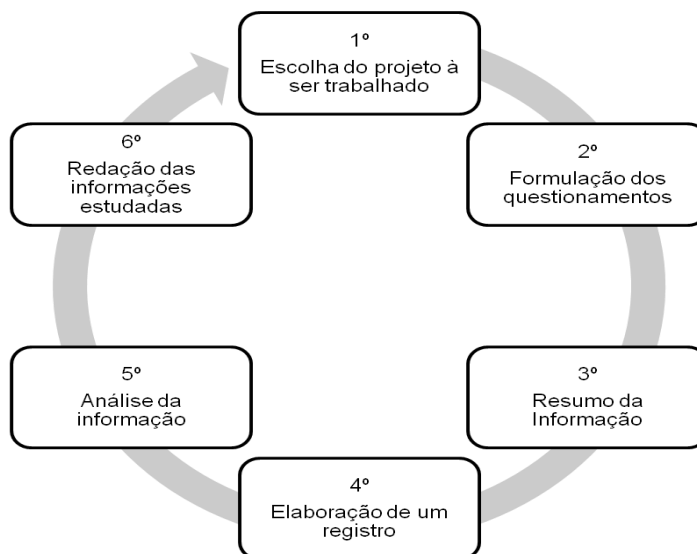 1º
Escolha do projeto à
ser trabalhado
2º
Formulação dos
questionamentos
3º
Resumo da
Informação
4º
Elaboração de um
registro
5º
Análise da
informação
6º
Redação das
informações
estudadas